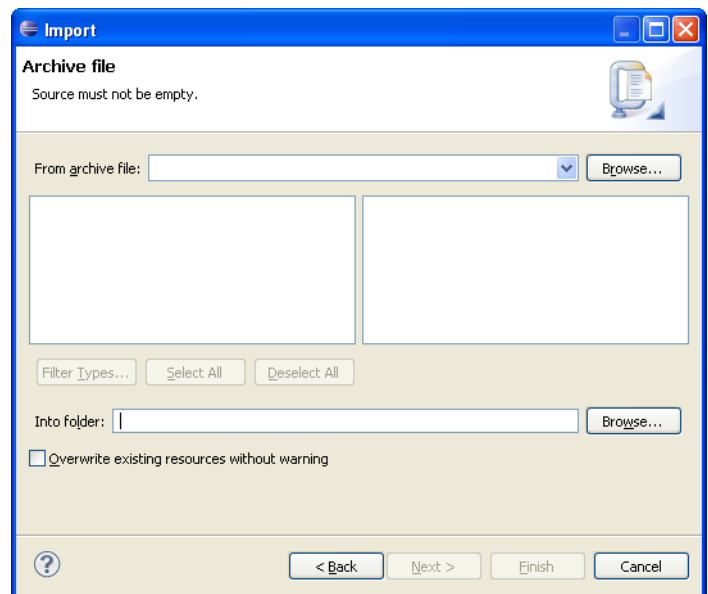 Import
Archive file
Source must not be empty.
From archive file:
Browse...
Filter Types...
Select All
Deselect All
Into folder:
Browse...
Overwrite existing resources without warning
?
< Back
Next >
Finish
Cancel